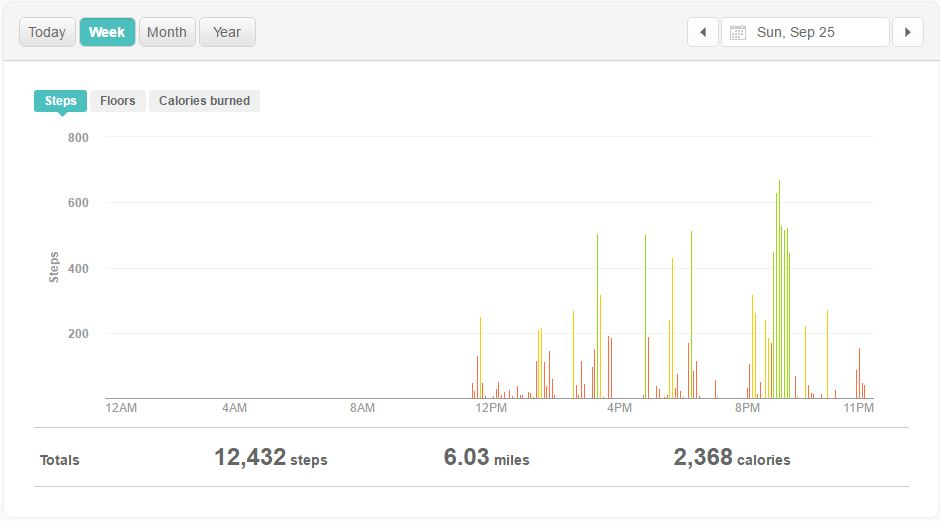 Today Week Month Year Sun, Sep 25
Steps Floors Calories burned
800
600
400
200
Steps
12AM 4AM 8AM 12PM 4PM 8PM 11PM
Totals 12,432 steps 6.03 miles 2,368 calories